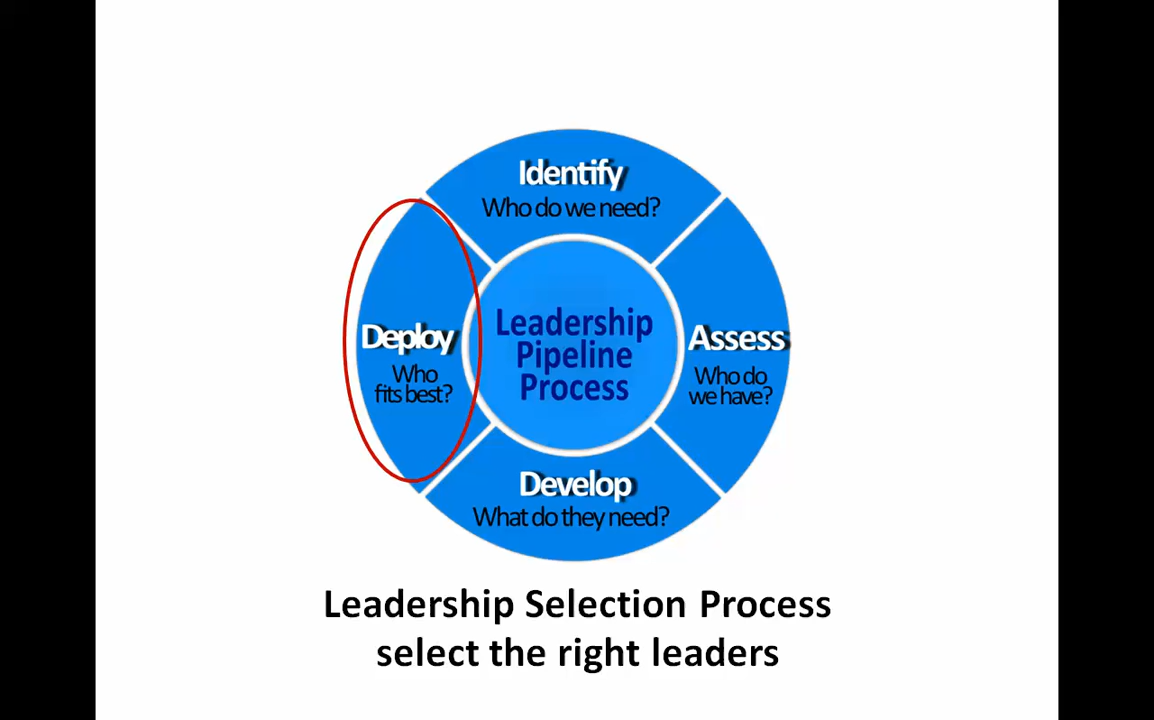 Identify
Who do we need?
Deploy
Who
fits best?
Leadership
Pipeline
Process
Assess
Who do
we have?
Develop
What do they need?
Leadership Selection Process
select the right leaders